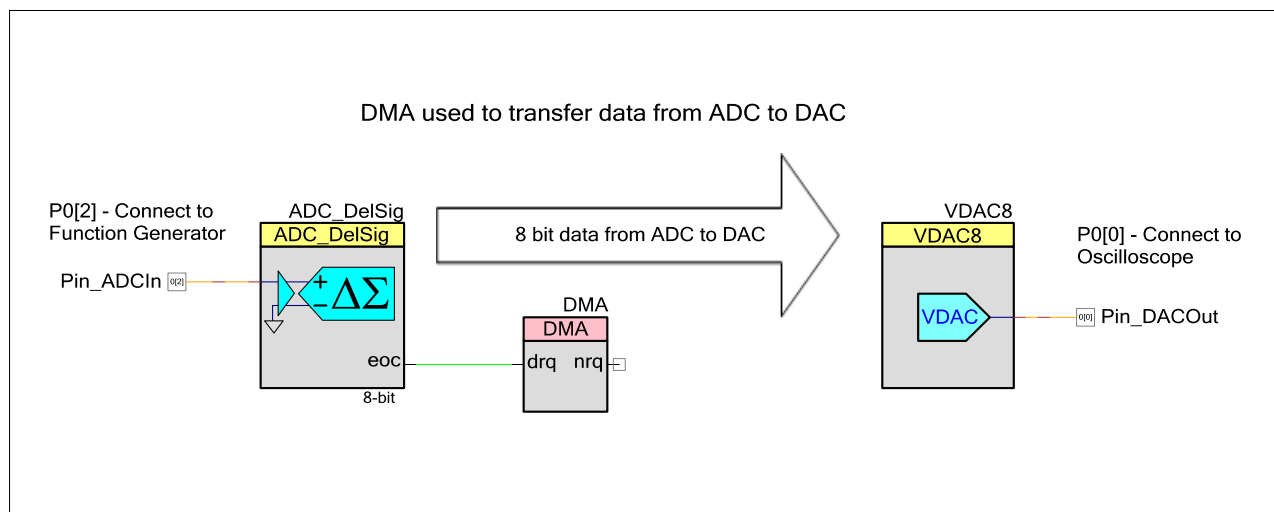 DMA used to transfer data from ADC to DAC
P0[2] - Connect to
Function Generator
ADC_DelSig
ADC_DelSig
8 bit data from ADC to DAC
VDAC8
VDAC8
P0[0] - Connect to
Oscilloscope
Pin_ADCIn
0[2]
+
−
ΔΣ
DMA
DMA
VDAC
0[0]
Pin_DACOut
eoc
drq
nrq
8-bit